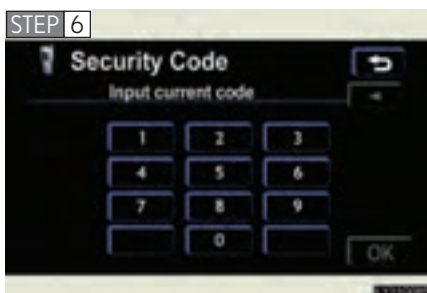 STEP 6
Security Code
Input current code
1 2 3
4 5 6
7 8 9
0
OK